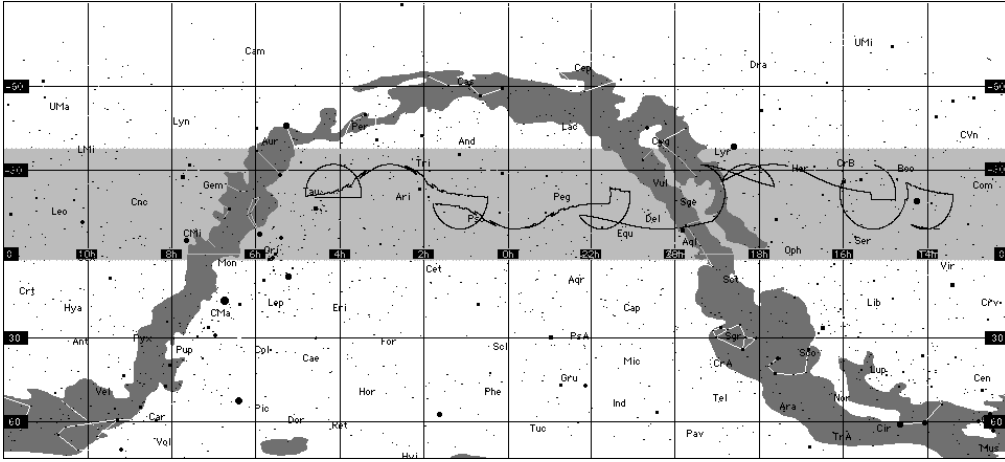 UMi
Cam
Dra
Cep
Cas
-60
-60
UMa
Lyn
Per
Lac
CVn
Aur
And
Cyg
LMi
Lyr
Tri
CrB
Boo
-30
-30
Her
Gem
Vul
Com
Tau
Ari
Peg
Cnc
Sge
Leo
Psc
Del
CMi
Equ
Aql
Ser
Ori
Oph
0 10h 8h 6h 4h 2h 0h 22h 20h 18h 16h 14h 0
Mon
Cet
Vir
Aqr
Sct
Crt
Hya
Lep
Eri
Cap
Lib
Crv
CMa
Ant
Pyx
For
PsA
Sgr
30
30
Pup
Col
Cae
Scl
Mic
CrA
Sco
Lup
Gru
Cen
Vel
Hor
Phe
Tel
Nor
Pic
Ind
Ara
Car
Dor
Ret
60
60
Tuc
Cir
Vol
Pav
TrA
Mus
Hyi